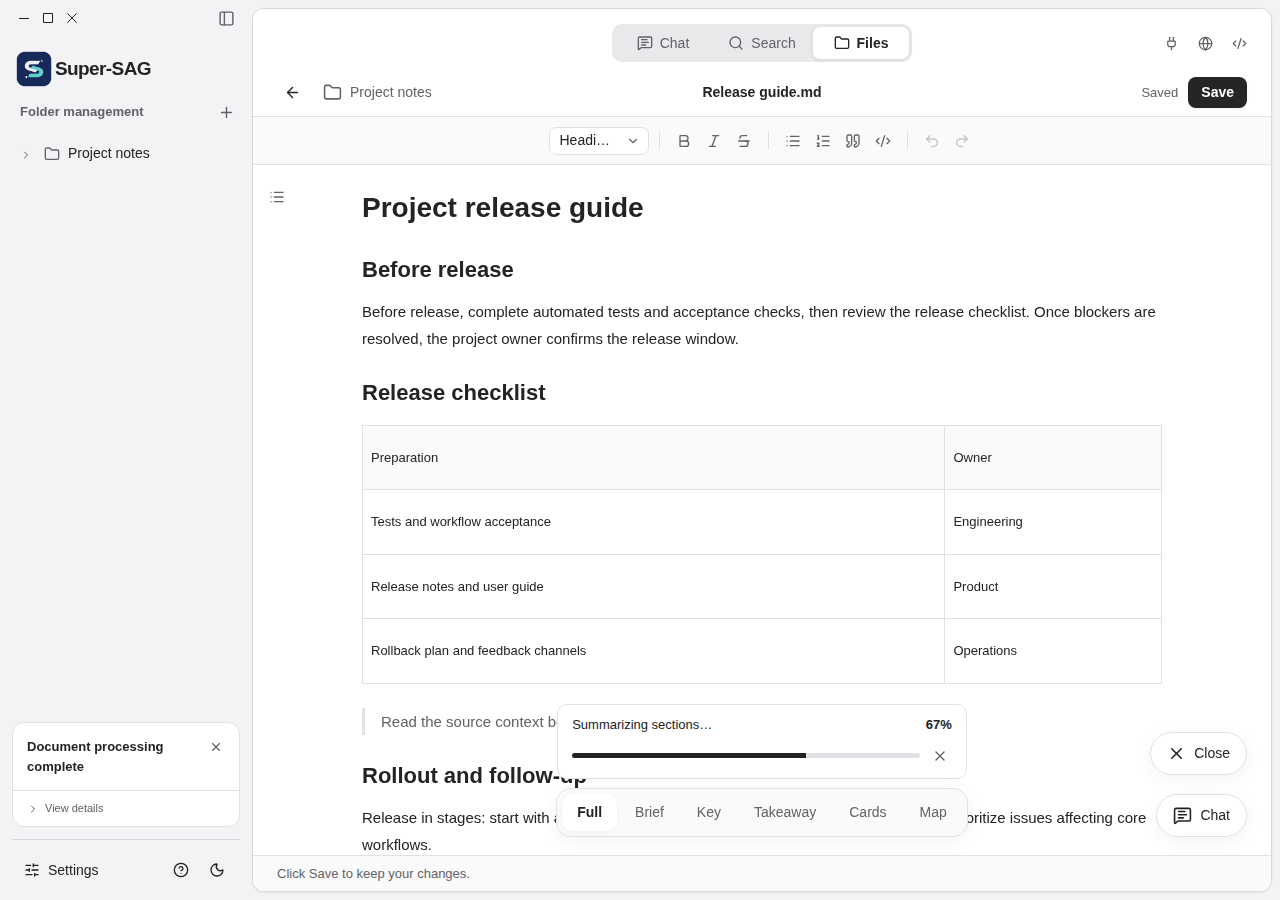 Super-SAG
Folder management
Project notes
Document processing
complete
View details
Settings
Chat
Search
Files
Project notes
Release guide.md
Saved
Save
Headi…
Project release guide
Before release
Before release, complete automated tests and acceptance checks, then review the release checklist. Once blockers are
resolved, the project owner confirms the release window.
Release checklist
Preparation
Owner
Tests and workflow acceptance
Engineering
Release notes and user guide
Product
Rollback plan and feedback channels
Operations
Read the source context
Summarizing sections…
67%
Rollout and follow-up
Full
Brief
Key
Takeaway
Cards
Map
Release in stages: start with
issues affecting core
workflows.
Close
Chat
Click Save to keep your changes.